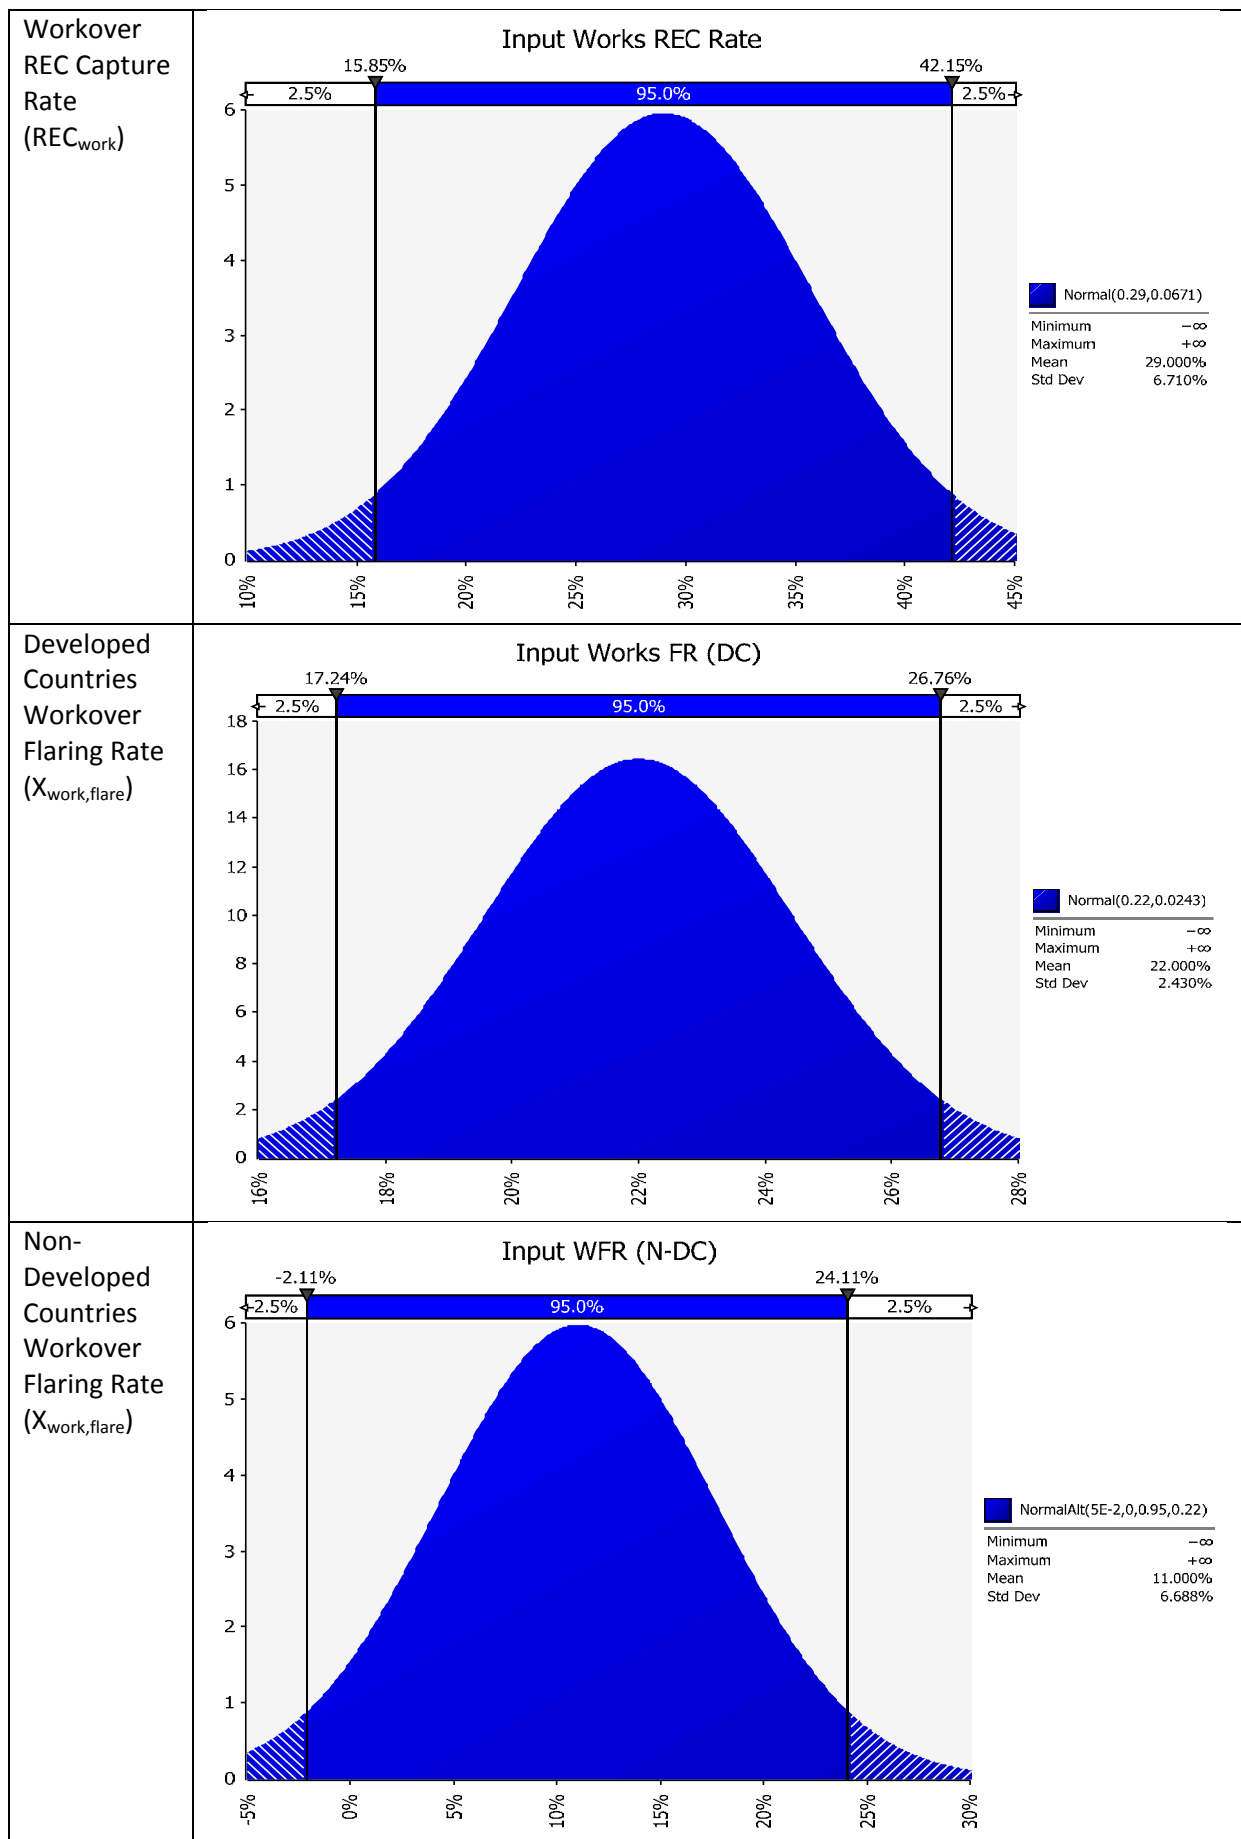 Workover
REC Capture
Rate
(RECwork)
Input Works REC Rate
15.85% 42.15%
2.5% 95.0% 2.5%
6
5
4
3
2
1
0
10% 15% 20% 25% 30% 35% 40% 45%
Normal(0.29,0.0671)
Minimum −∞
Maximum +∞
Mean 29.000%
Std Dev 6.710%
Developed
Countries
Workover
Flaring Rate
(Xwork,flare)
Input Works FR (DC)
17.24% 26.76%
2.5% 95.0% 2.5%
18
16
14
12
10
8
6
4
2
0
16% 18% 20% 22% 24% 26% 28%
Normal(0.22,0.0243)
Minimum −∞
Maximum +∞
Mean 22.000%
Std Dev 2.430%
Non-
Developed
Countries
Workover
Flaring Rate
(Xwork,flare)
Input WFR (N-DC)
-2.11% 24.11%
2.5% 95.0% 2.5%
6
5
4
3
2
1
0
-5% 0% 5% 10% 15% 20% 25% 30%
NormalAlt(5E-2,0,0.95,0.22)
Minimum −∞
Maximum +∞
Mean 11.000%
Std Dev 6.688%